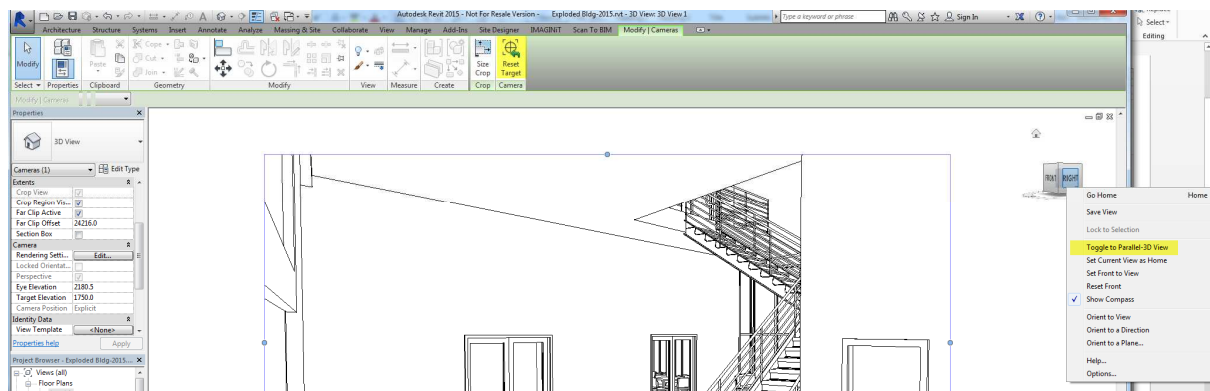 Autodesk Revit 2015 - Not For Resale Version - Exploded Bldg-2015.rvt - 3D View: 3D View 1
Type a keyword or phrase
Sign In
Architecture Structure Systems Insert Annotate Analyze Massing & Site Collaborate View Manage Add-Ins Site Designer IMAGINiT Scan To BIM Modify | Cameras
Select
Editing
Modify
Paste
Cope
Cut
Join
Size Crop
Reset Target
Select Properties Clipboard Geometry Modify View Measure Create Crop Camera
Modify | Cameras
Properties
3D View
Cameras (1) Edit Type
Extents
Crop View
Crop Region Vis...
Far Clip Active
Far Clip Offset 24216.0
Section Box
Camera
Rendering Setti... Edit...
Locked Orientat...
Perspective
Eye Elevation 2180.5
Target Elevation 1750.0
Camera Position Explicit
Identity Data
View Template <None>
Properties help Apply
Project Browser - Exploded Bldg-2015....
Views (all)
Floor Plans
FRONT RIGHT
Go Home Home
Save View
Lock to Selection
Toggle to Parallel-3D View
Set Current View as Home
Set Front to View
Reset Front
Show Compass
Orient to View
Orient to a Direction
Orient to a Plane...
Help...
Options...